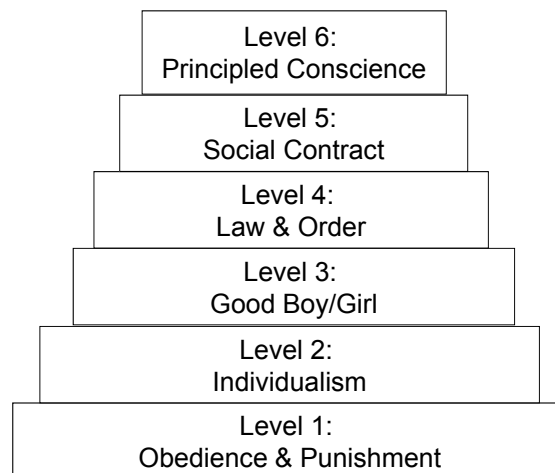 Level 6:
Principled Conscience
Level 5:
Social Contract
Level 4:
Law & Order
Level 3:
Good Boy/Girl
Level 2:
Individualism
Level 1:
Obedience & Punishment